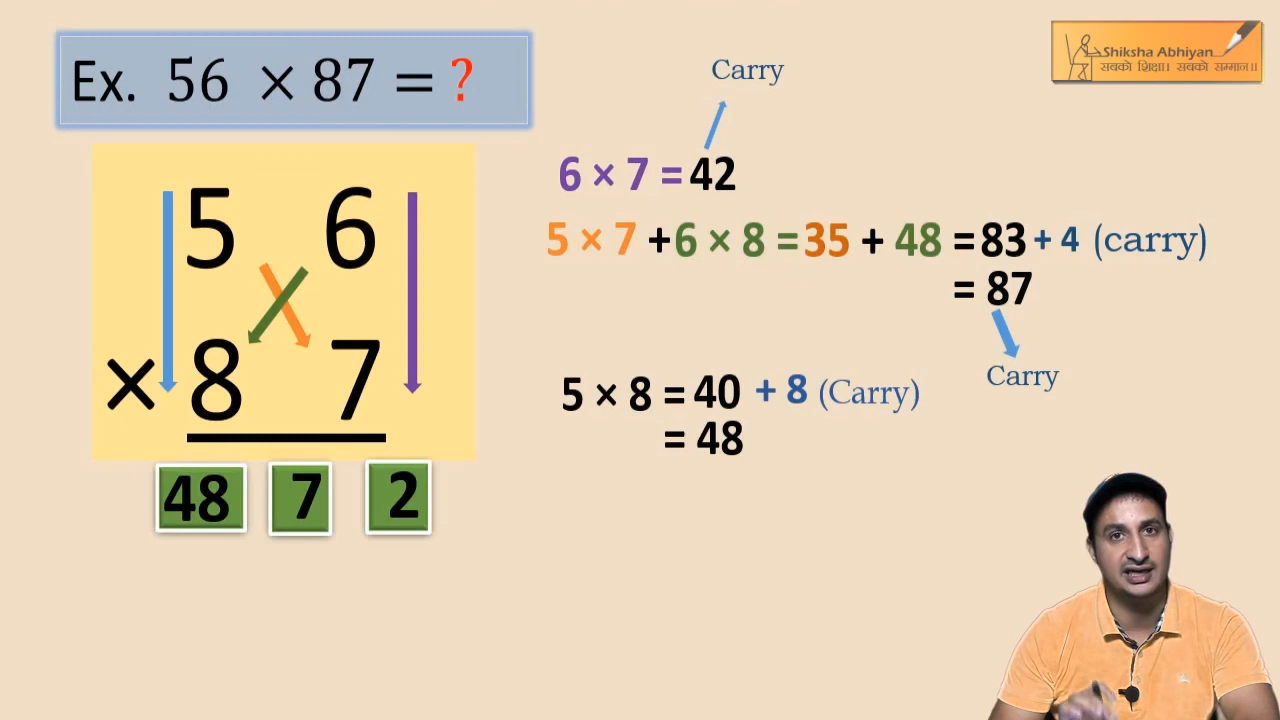 Ex. 56 × 87 = ?
Shiksha Abhiyan
सबको शिक्षा। सबको सम्मान।।
Carry
6 × 7 = 42
5 × 7 + 6 × 8 = 35 + 48 = 83 + 4 (carry)
= 87
Carry
5 × 8 = 40 + 8 (Carry)
= 48
5 6
× 8 7
48 7 2